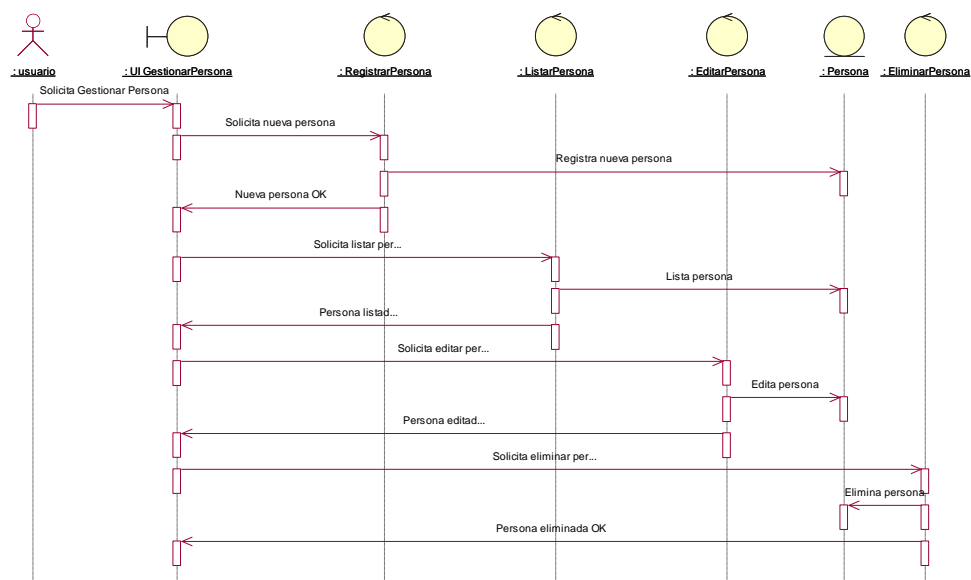 : usuario
: UI GestionarPersona
: RegistrarPersona
: ListarPersona
: EditarPersona
: Persona
: EliminarPersona
Solicita Gestionar Persona
Solicita nueva persona
Registra nueva persona
Nueva persona OK
Solicita listar per...
Lista persona
Persona listad...
Solicita editar per...
Edita persona
Persona editad...
Solicita eliminar per...
Elimina persona
Persona eliminada OK